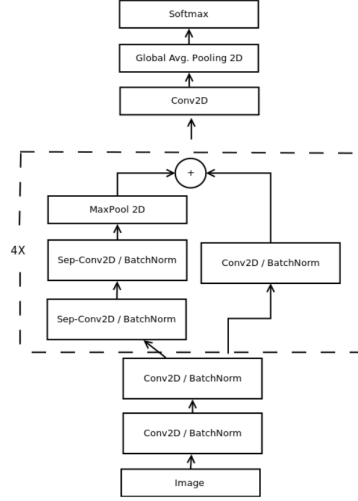 Softmax
Global Avg. Pooling 2D
Conv2D
+
MaxPool 2D
4X
Sep-Conv2D / BatchNorm
Conv2D / BatchNorm
Sep-Conv2D / BatchNorm
Conv2D / BatchNorm
Conv2D / BatchNorm
Image